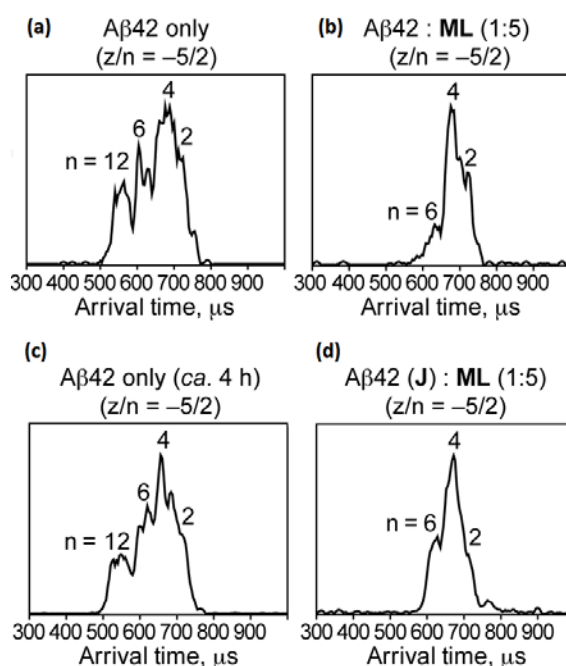 (a) Aβ42 only
(z/n = –5/2)
4
6
2
n = 12
300 500 600 700 800 900
Arrival time, μs
(b) Aβ42 : ML (1:5)
(z/n = –5/2)
4
2
n = 6
300 500 600 700 800 900
Arrival time, μs
(c) Aβ42 only (ca. 4 h)
(z/n = –5/2)
4
6
2
n = 12
300 400 500 600 700 800 900
Arrival time, μs
(d) Aβ42 (J) : ML (1:5)
(z/n = –5/2)
4
n = 6
2
300 400 500 600 700 800 900
Arrival time, μs